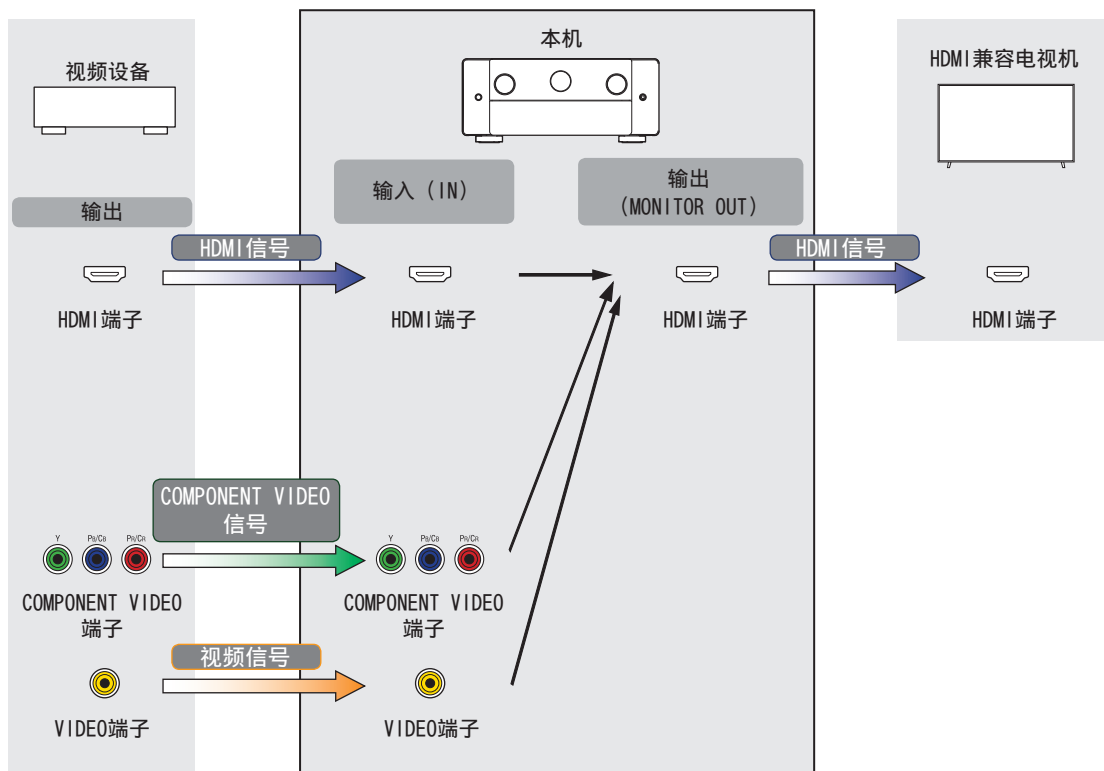 视频设备
本机
HDMI兼容电视机
输出
输入 (IN)
输出
(MONITOR OUT)
HDMI信号
HDMI信号
HDMI端子
HDMI端子
HDMI端子
HDMI端子
COMPONENT VIDEO
信号
Y PB/CB PR/CR
Y PB/CB PR/CR
COMPONENT VIDEO
端子
COMPONENT VIDEO
端子
视频信号
VIDEO端子
VIDEO端子